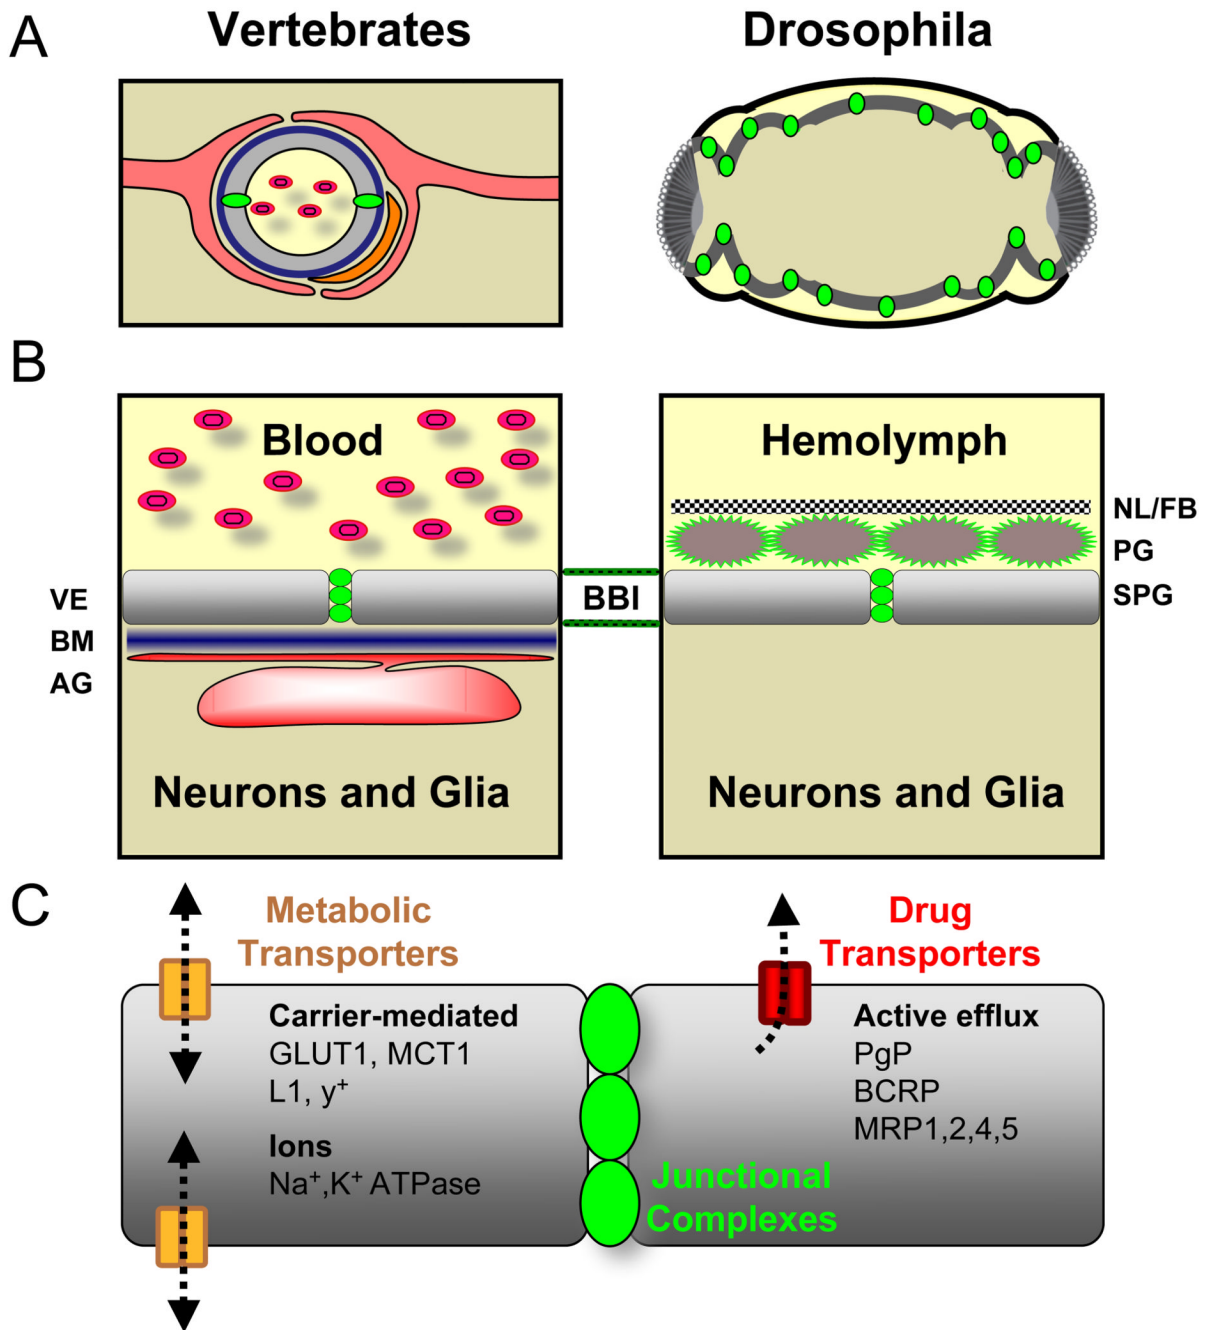 A
Vertebrates
Drosophila
B
Blood
Hemolymph
NL/FB
PG
VE
BBI
SPG
BM
AG
Neurons and Glia
Neurons and Glia
C
Metabolic
Transporters
Drug
Transporters
Carrier-mediated
GLUT1, MCT1
L1, y⁺
Ions
Na⁺,K⁺ ATPase
Active efflux
PgP
BCRP
MRP1,2,4,5
Junctional
Complexes